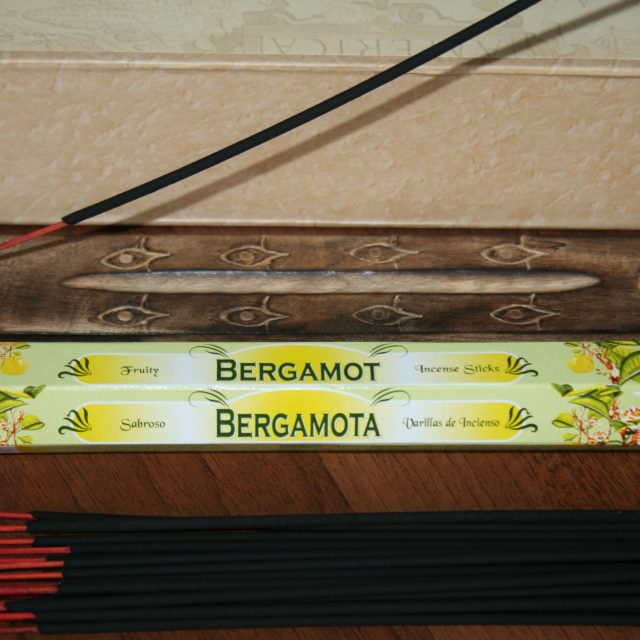 Fruity BERGAMOT Incense Sticks
Sabroso BERGAMOTA Varillas de Incienso